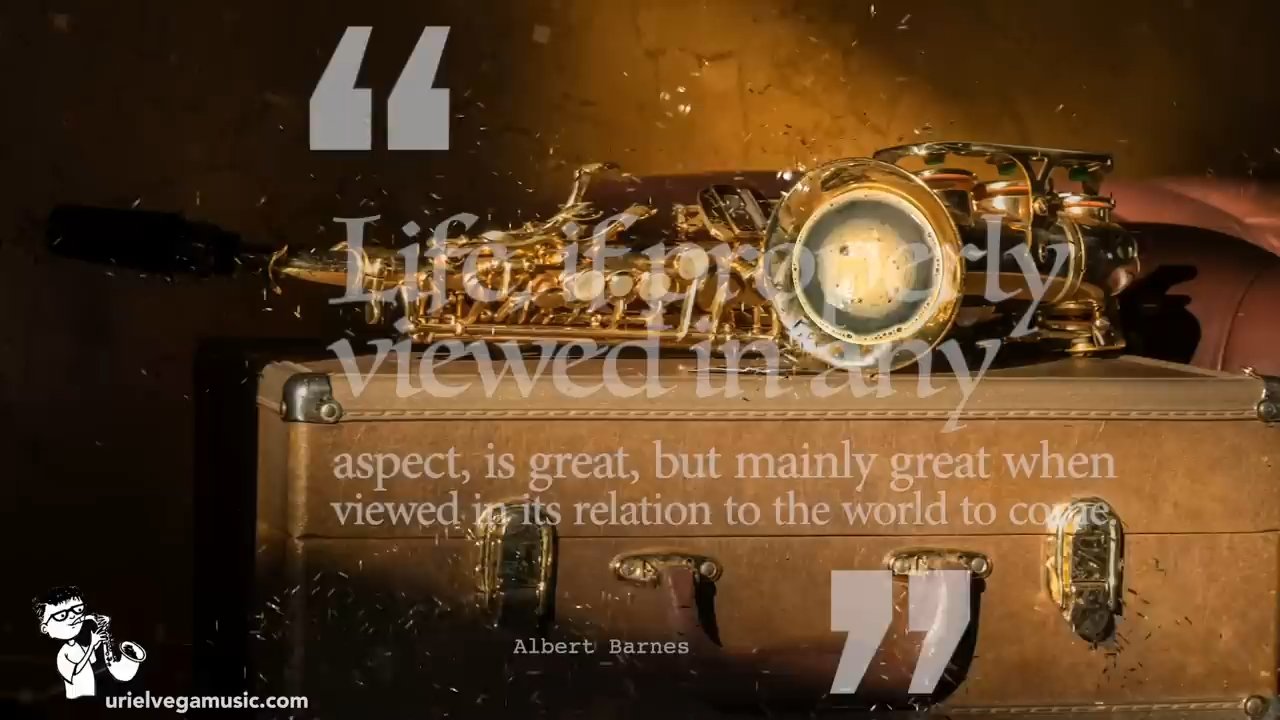 “
Life, if properly
viewed in any
aspect, is great, but mainly great when
viewed in its relation to the world to come
Albert Barnes
”
urielvegamusic.com